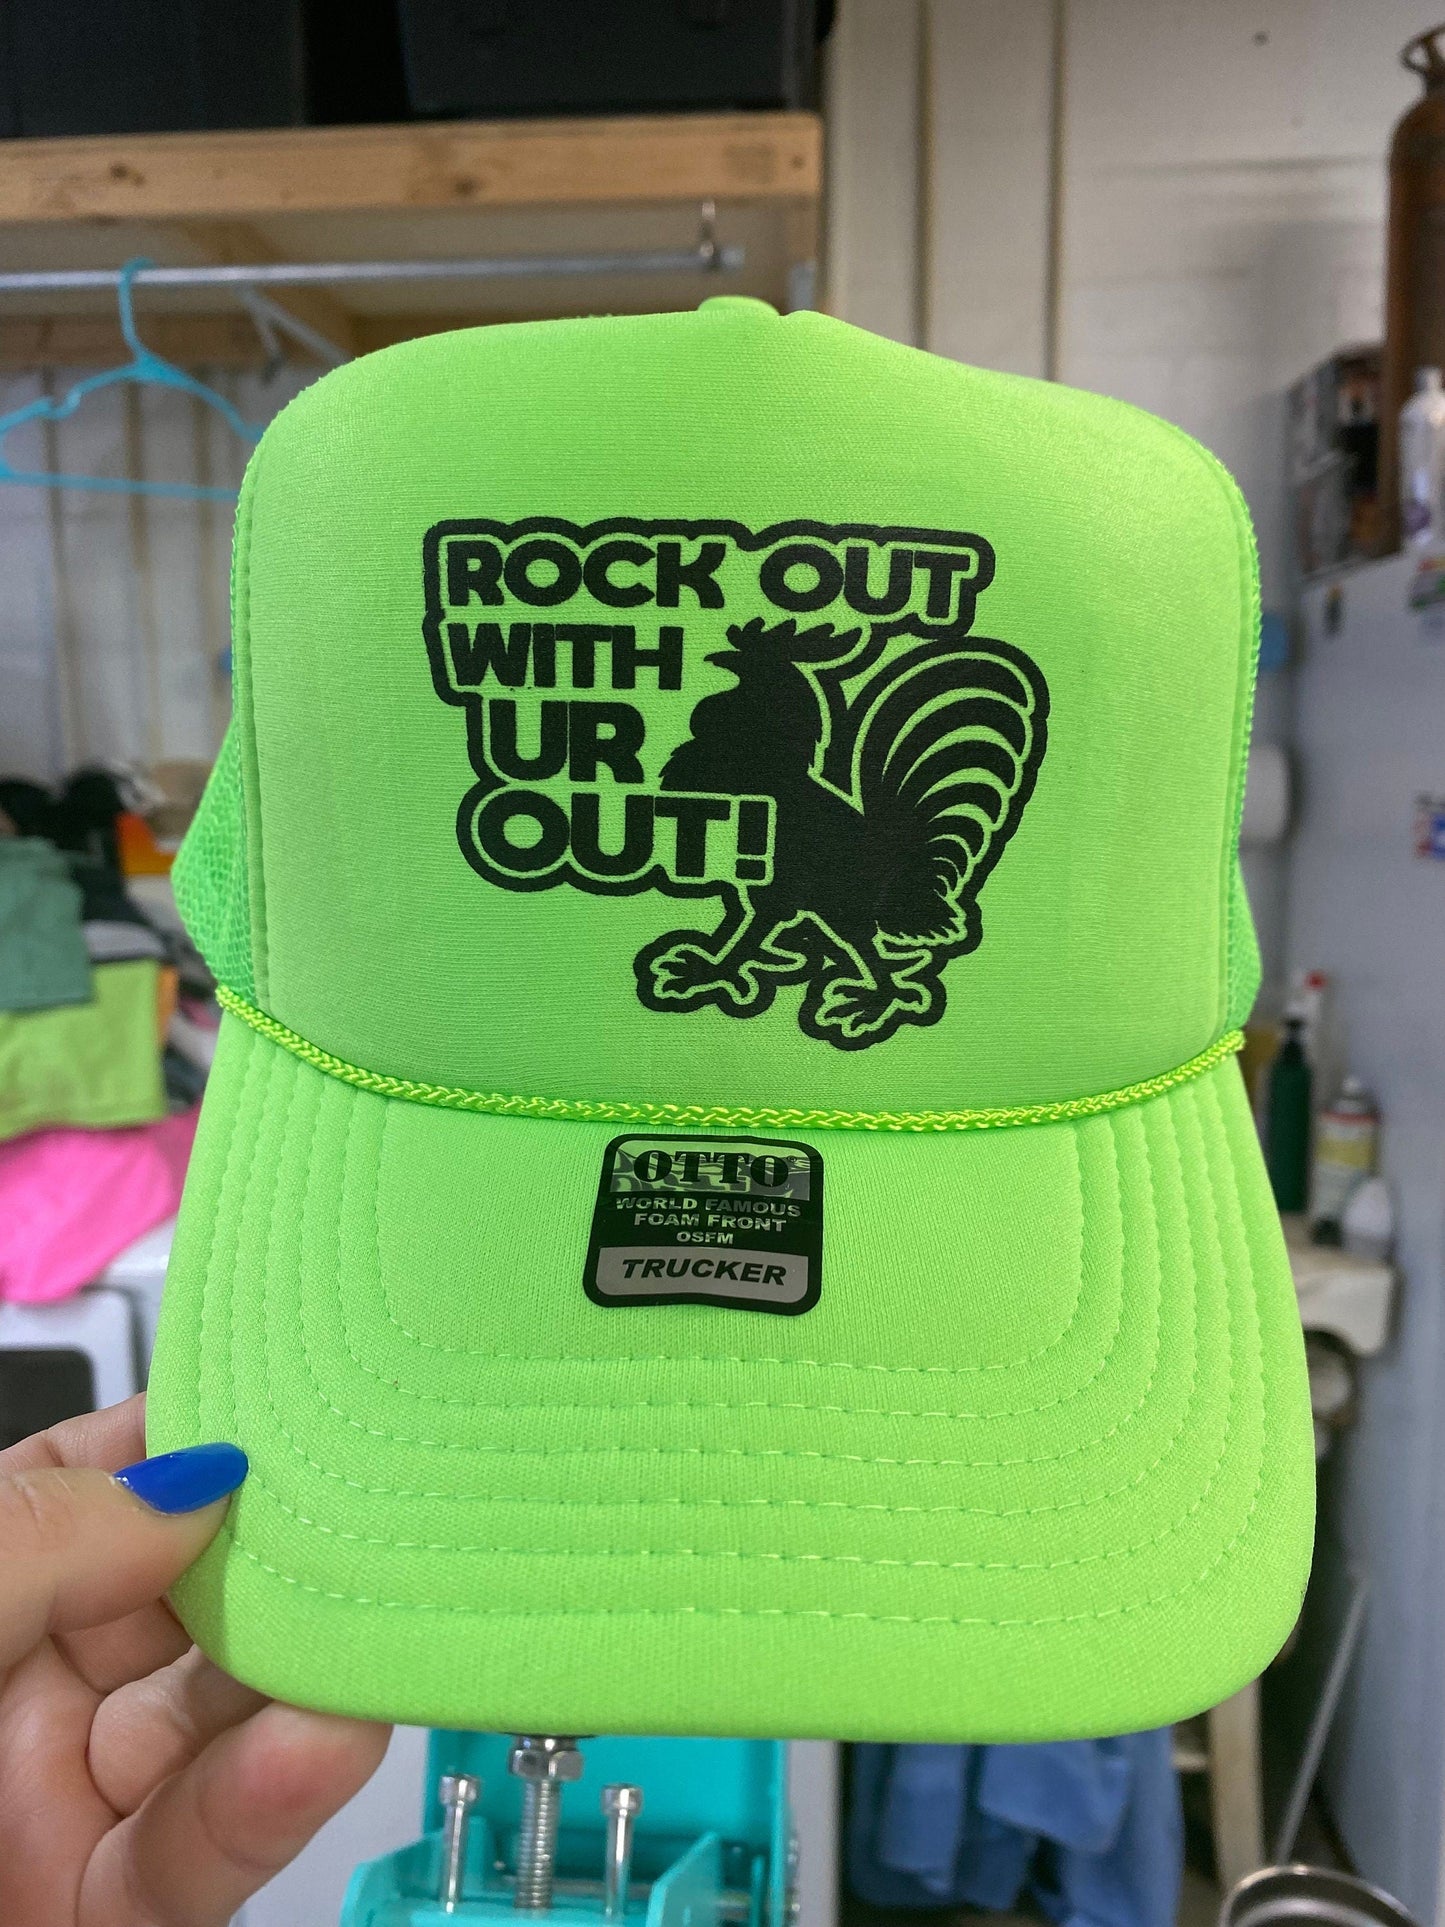 ROCK OUT
WITH
UR
OUT!
OTTO
WORLD FAMOUS
FOAM FRONT
OSFM
TRUCKER